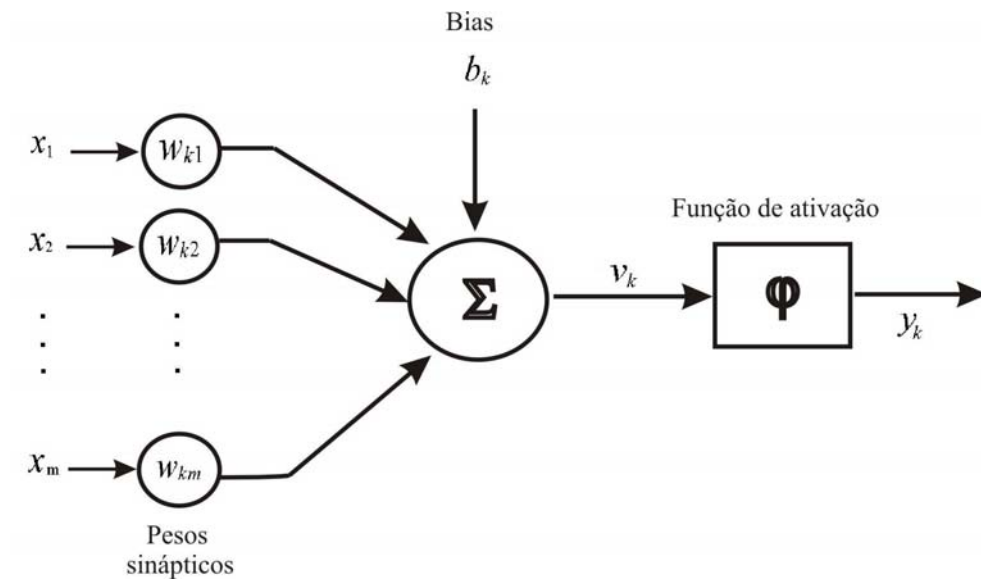 Bias
b_k
x_1
w_k1
x_2
w_k2
Função de ativação
Σ
v_k
φ
y_k
. .
. .
. .
x_m
w_km
Pesos
sinápticos